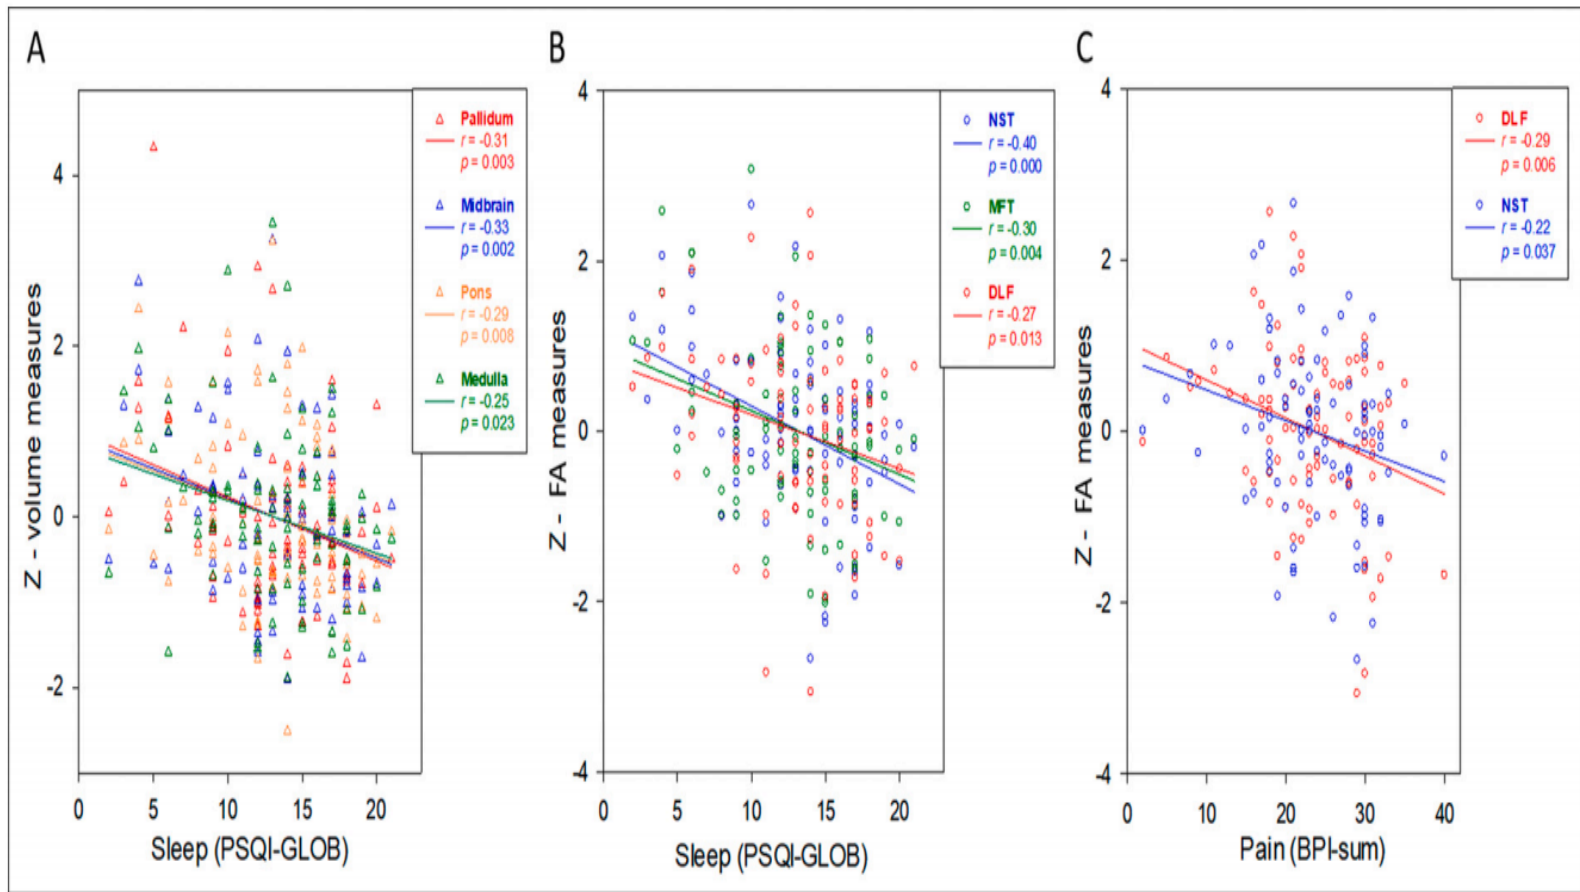 A
Z - volume measures
4
2
0
-2
0 5 10 15 20
Sleep (PSQI-GLOB)
Pallidum
r = -0.31
p = 0.003
Midbrain
r = -0.33
p = 0.002
Pons
r = -0.29
p = 0.008
Medulla
r = -0.25
p = 0.023
B
Z - FA measures
4
2
0
-2
-4
0 5 10 15 20
Sleep (PSQI-GLOB)
NST
r = -0.40
p = 0.000
MFT
r = -0.30
p = 0.004
DLF
r = -0.27
p = 0.013
C
Z - FA measures
4
2
0
-2
-4
0 10 20 30 40
Pain (BPI-sum)
DLF
r = -0.29
p = 0.006
NST
r = -0.22
p = 0.037